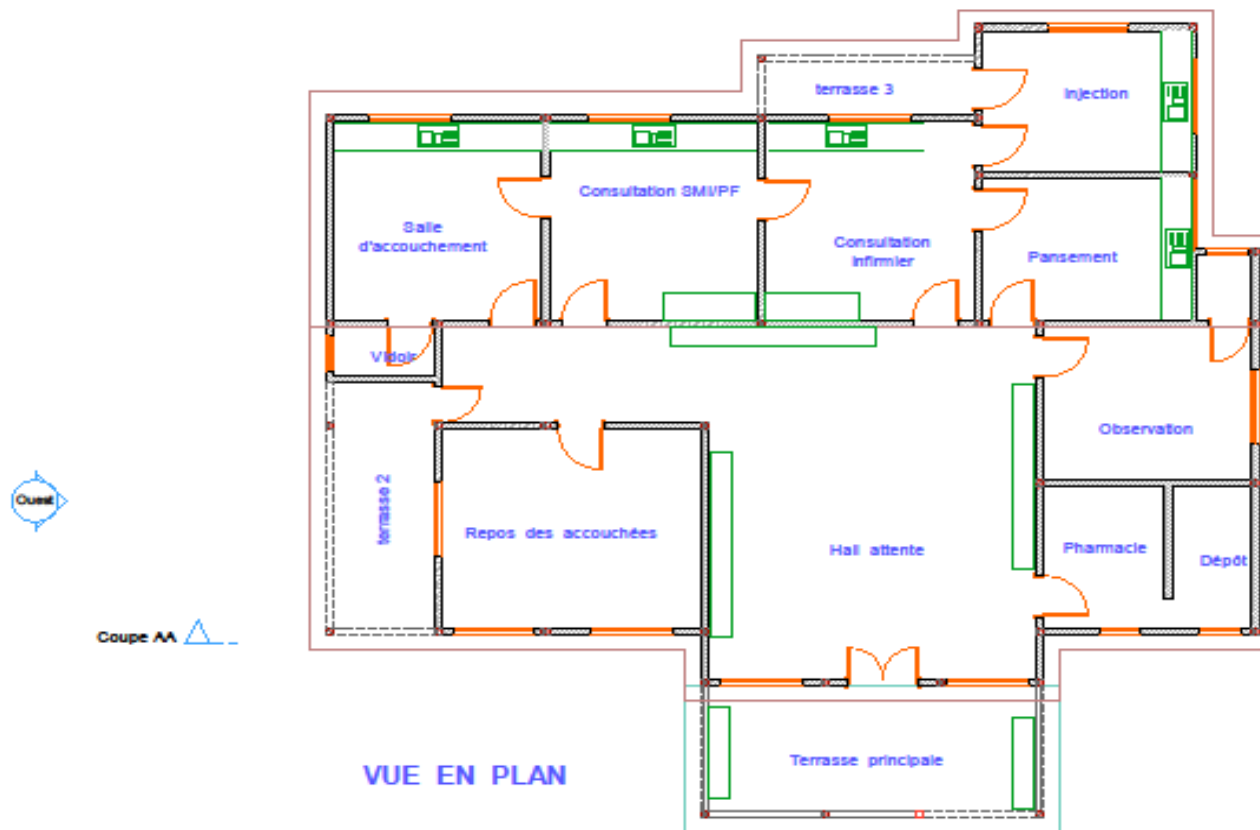 terrasse 3
Injection
Consultation SMI/PF
Salle
d'accouchement
Consultation
Infirmier
Pansement
Vidoir
Observation
Ouest
terrasse 2
Repos des accouchées
Hall attente
Pharmacie
Dépôt
Coupe AA
Terrasse principale
VUE EN PLAN